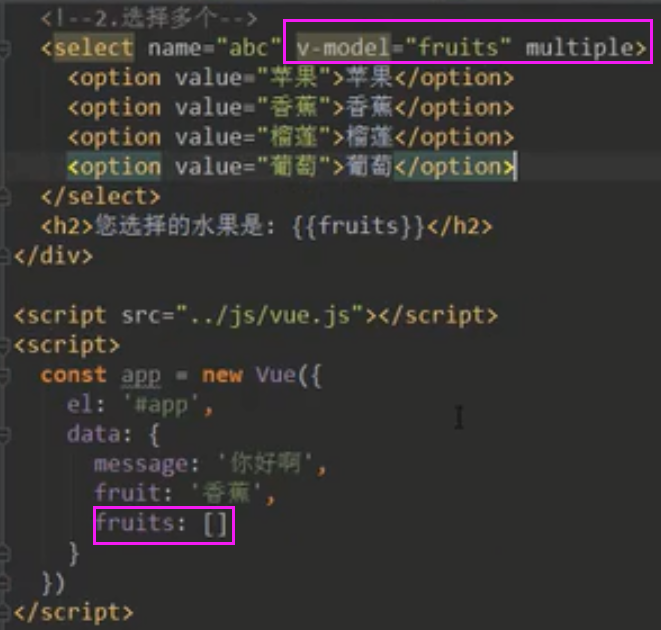 <!--2.选择多个-->
<select name="abc" v-model="fruits" multiple>
<option value="苹果">苹果</option>
<option value="香蕉">香蕉</option>
<option value="榴莲">榴莲</option>
<option value="葡萄">葡萄</option>
</select>
<h2>您选择的水果是: {{fruits}}</h2>
</div>
<script src="../js/vue.js"></script>
<script>
const app = new Vue({
el: '#app',
data: {
message: '你好啊',
fruit: '香蕉',
fruits: []
}
})
</script>